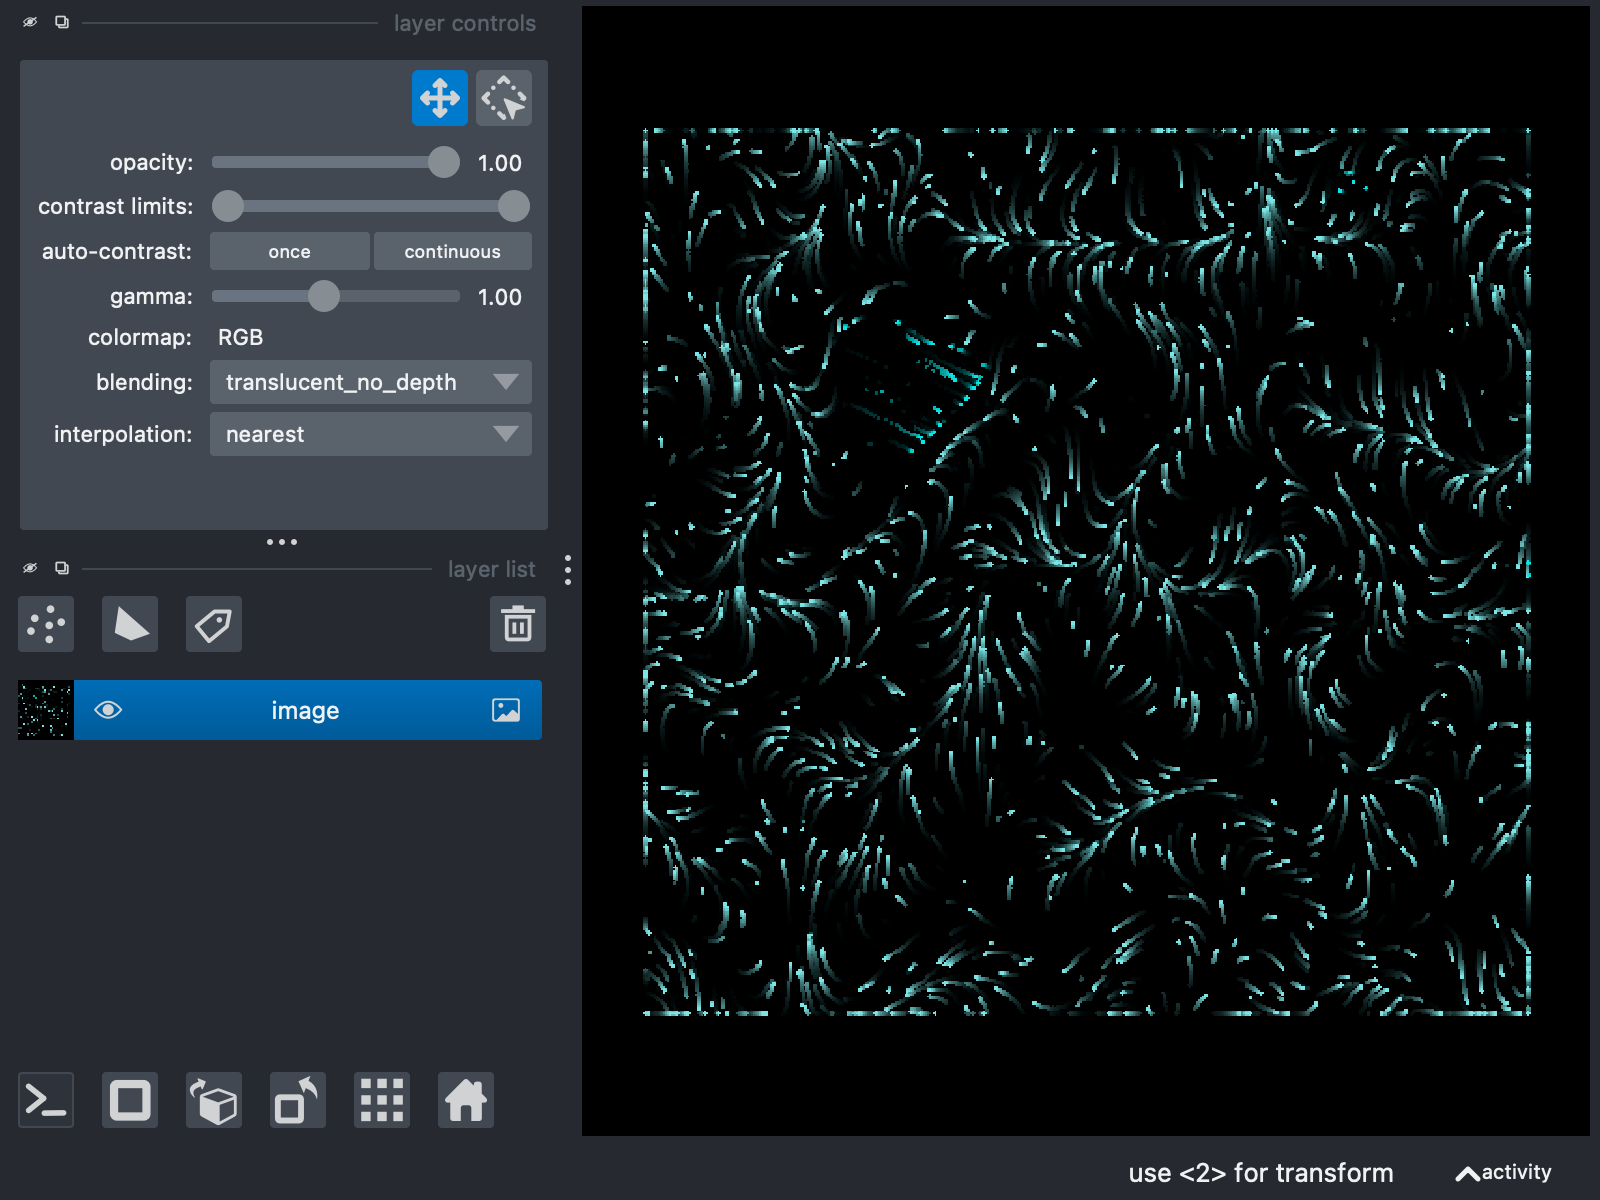 layer controls
opacity: 1.00
contrast limits:
auto-contrast: once continuous
gamma: 1.00
colormap: RGB
blending: translucent_no_depth
interpolation: nearest
layer list
image
use <2> for transform
activity